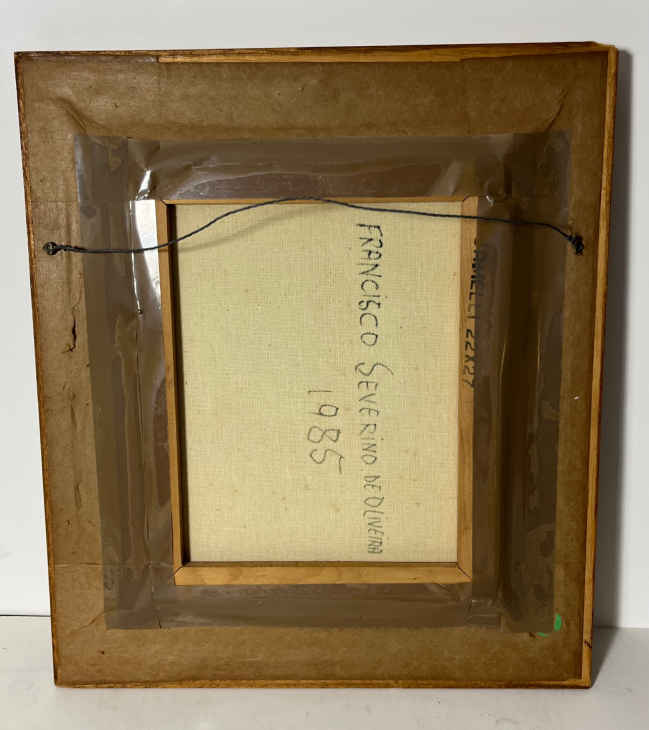 FRANCISCO SEVERINO DE OLIVEIRA
1985
22X27